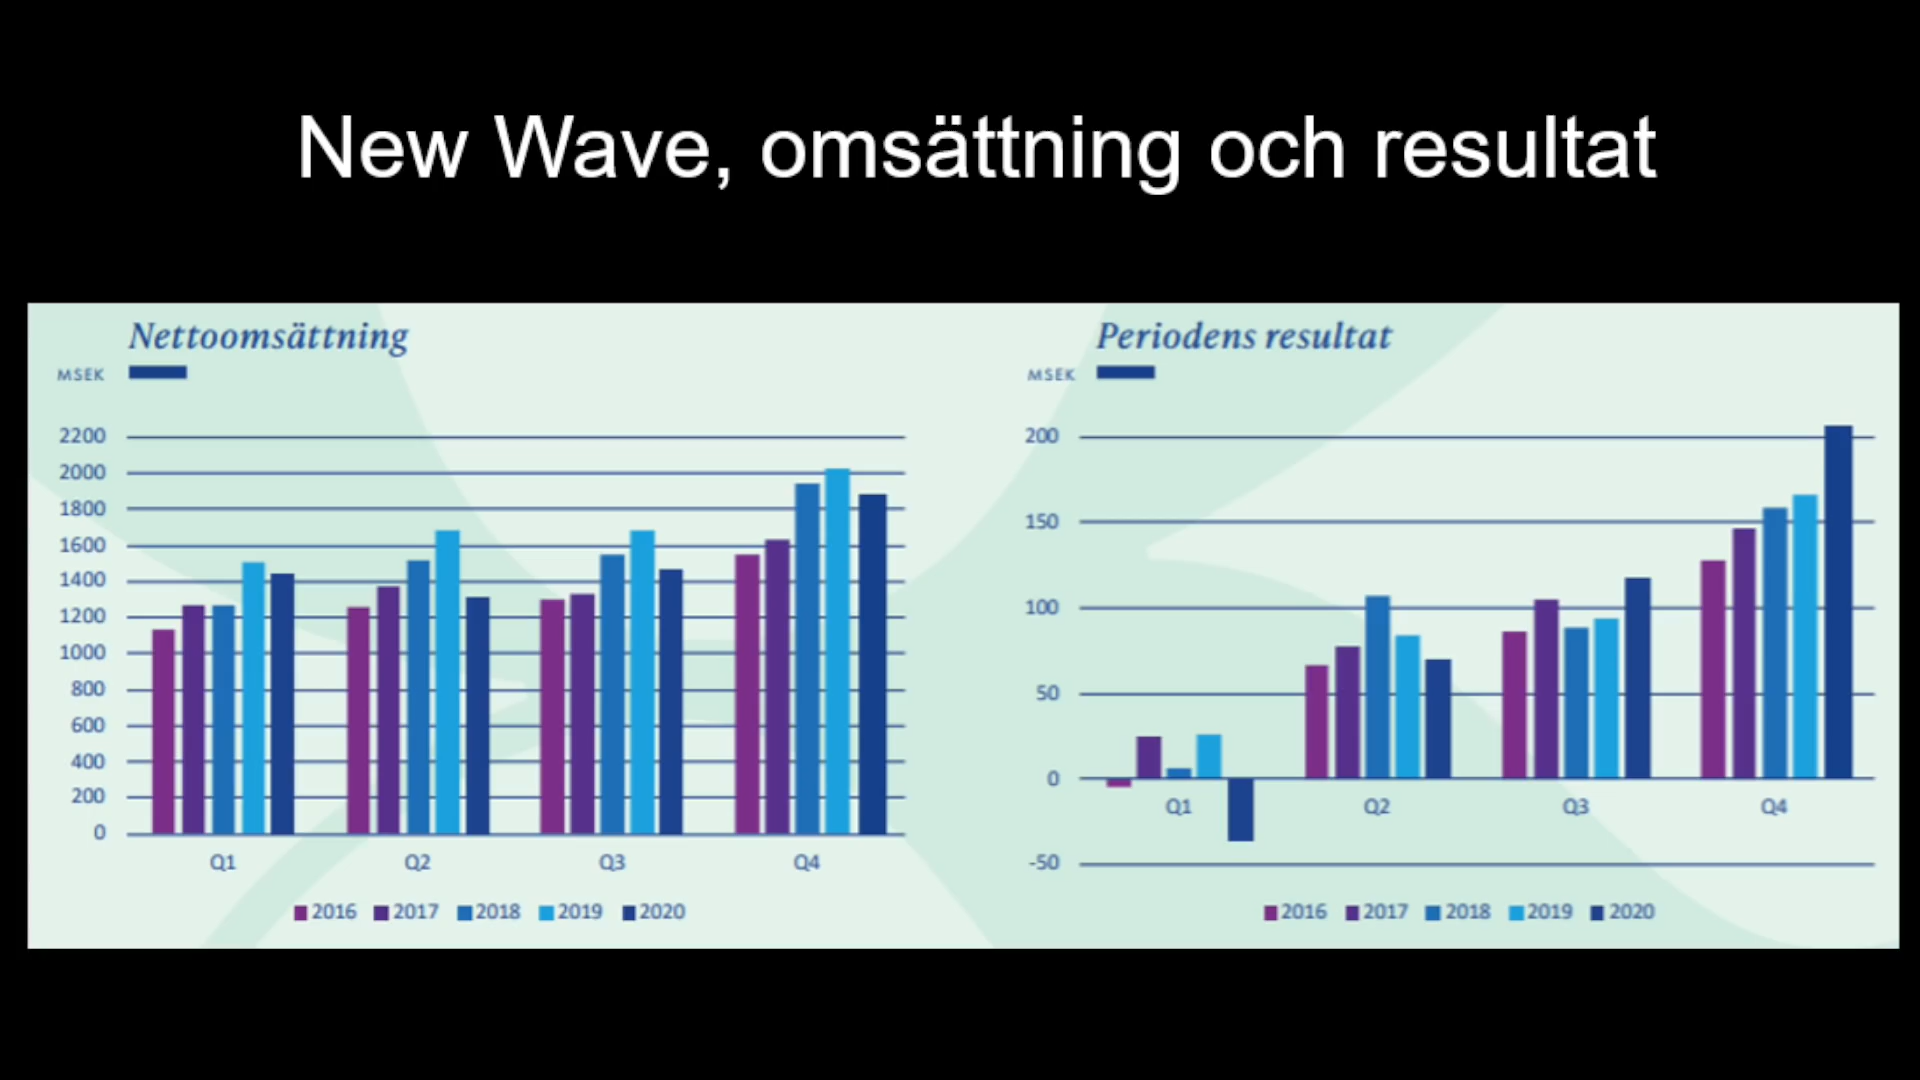 New Wave, omsättning och resultat
Nettoomsättning
MSEK
2200
2000
1800
1600
1400
1200
1000
800
600
400
200
0
Q1 Q2 Q3 Q4
2016 2017 2018 2019 2020
Periodens resultat
MSEK
200
150
100
50
0
Q1 Q2 Q3 Q4
-50
2016 2017 2018 2019 2020